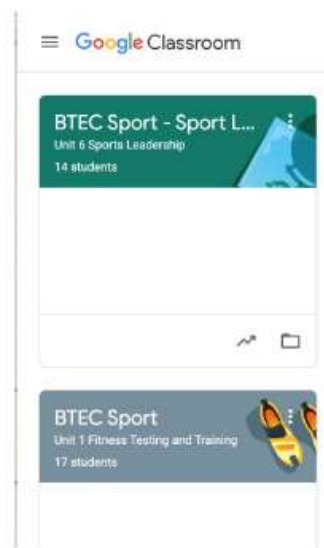 Google Classroom
BTEC Sport - Sport L...
Unit 6 Sports Leadership
14 students
BTEC Sport
Unit 1 Fitness Testing and Training
17 students